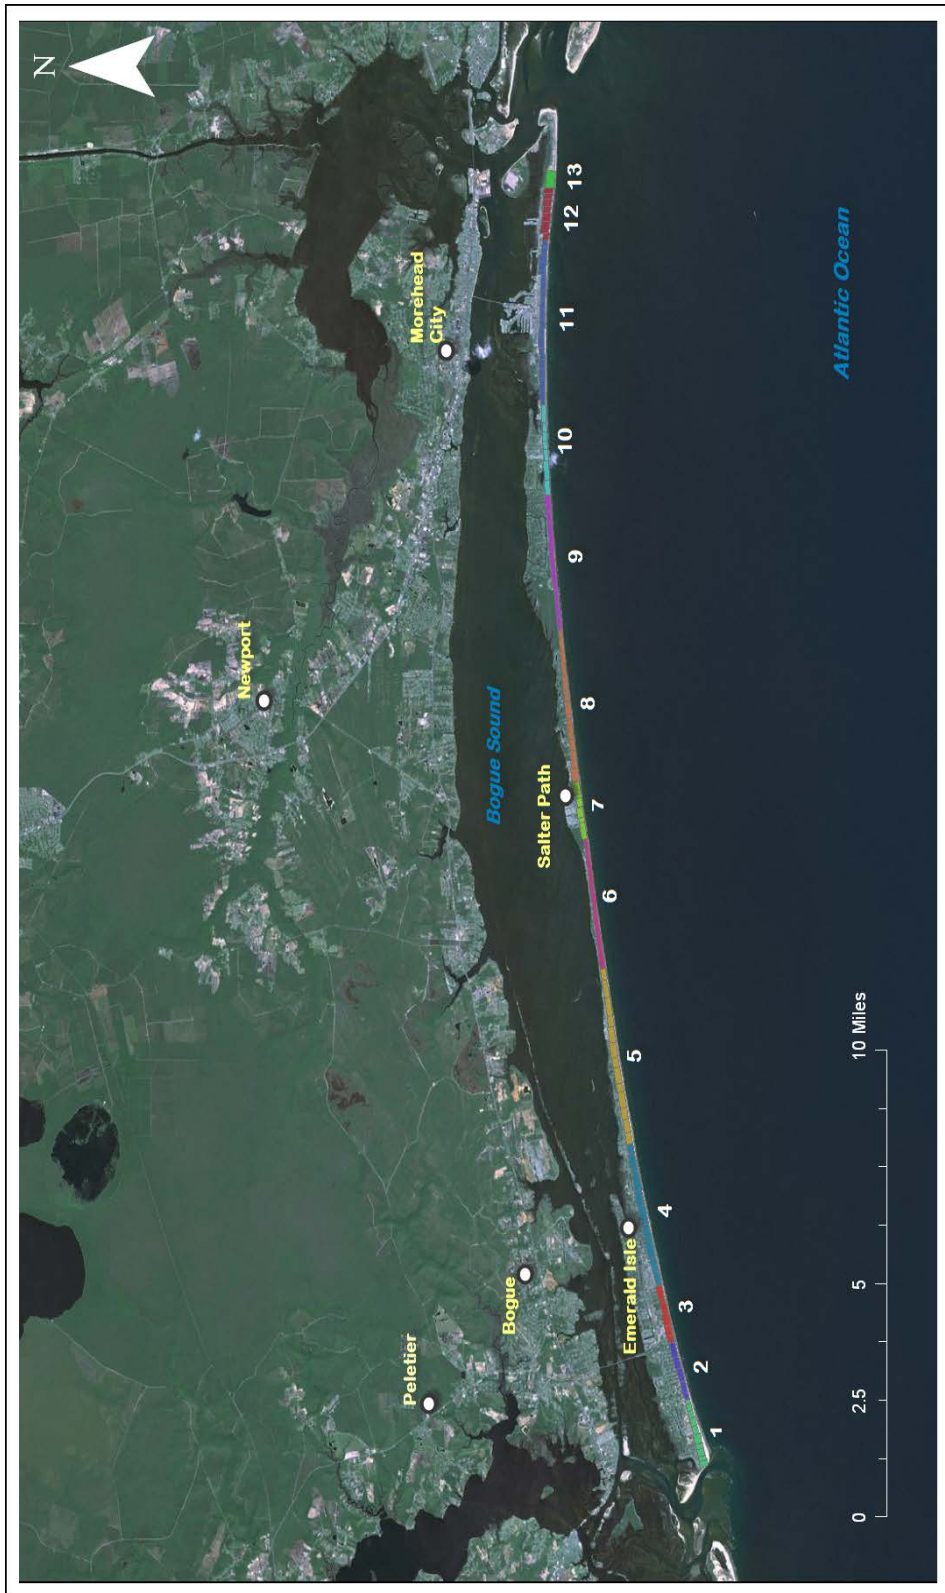 N
Newport
Morehead
City
Peletier
Bogue
Bogue Sound
Salter Path
Emerald Isle
1
2
3
4
5
6
7
8
9
10
11
12
13
Atlantic Ocean
0
2.5
5
10 Miles